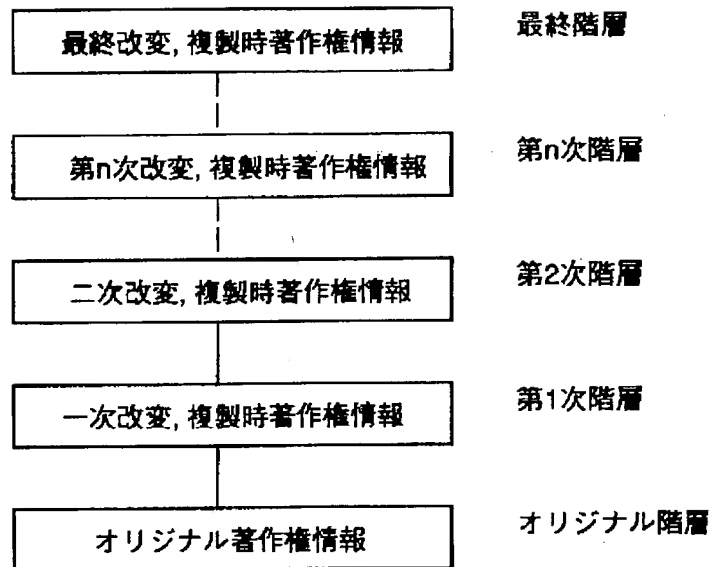 最終改変, 複製時著作権情報
最終階層
第n次改変, 複製時著作権情報
第n次階層
二次改変, 複製時著作権情報
第2次階層
一次改変, 複製時著作権情報
第1次階層
オリジナル著作権情報
オリジナル階層